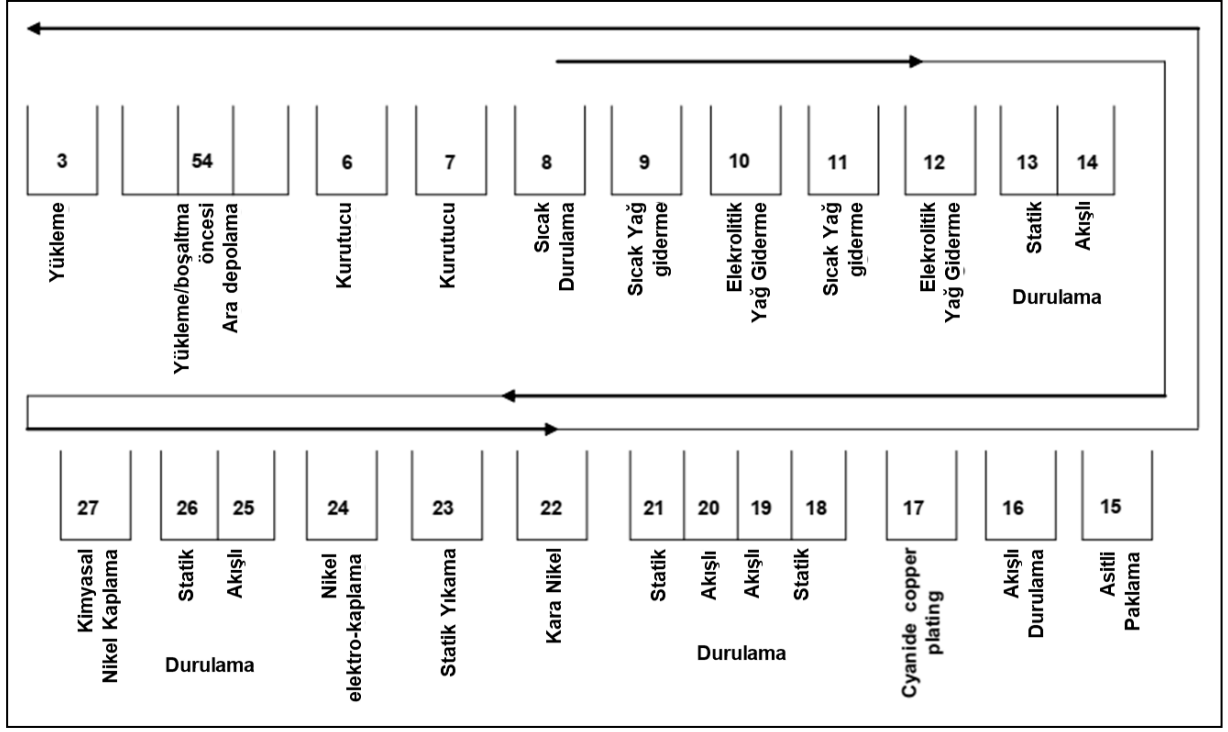 3
54
6
7
8
9
10
11
12
13
14
Yükleme
Yükleme/boşaltma
öncesi
Ara depolama
Kurutucu
Kurutucu
Sıcak
Durulama
Sıcak Yağ
giderme
Elekrolitik
Yağ Giderme
Sıcak Yağ
giderme
Elekrolitik
Yağ Giderme
Statik
Akışlı
Durulama
27
26
25
24
23
22
21
20
19
18
17
16
15
Kimyasal
Nikel Kaplama
Statik
Akışlı
Durulama
Nikel
elektro-kaplama
Statik Yıkama
Kara Nikel
Statik
Akışlı
Akışlı
Statik
Durulama
Cyanide copper
plating
Akışlı
Durulama
Asitli
Paklama